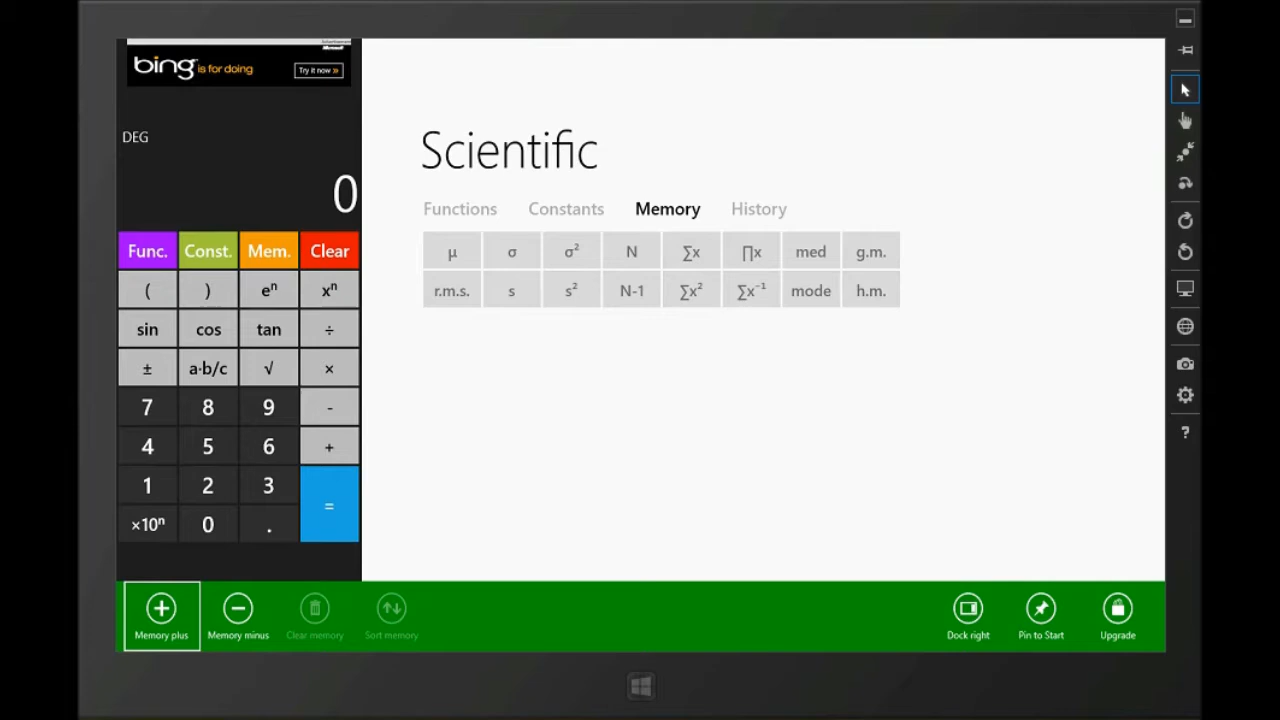 Advertisement
Microsoft
bing is for doing
Try it now »
DEG
0
Func. Const. Mem. Clear
( ) eⁿ xⁿ
sin cos tan ÷
± a·b/c √ ×
7 8 9 -
4 5 6 +
1 2 3 =
×10ⁿ 0 .
Scientific
Functions Constants Memory History
μ σ σ² N ∑x ∏x med g.m.
r.m.s. s s² N-1 ∑x² ∑x⁻¹ mode h.m.
Memory plus Memory minus Clear memory Sort memory Dock right Pin to Start Upgrade
?